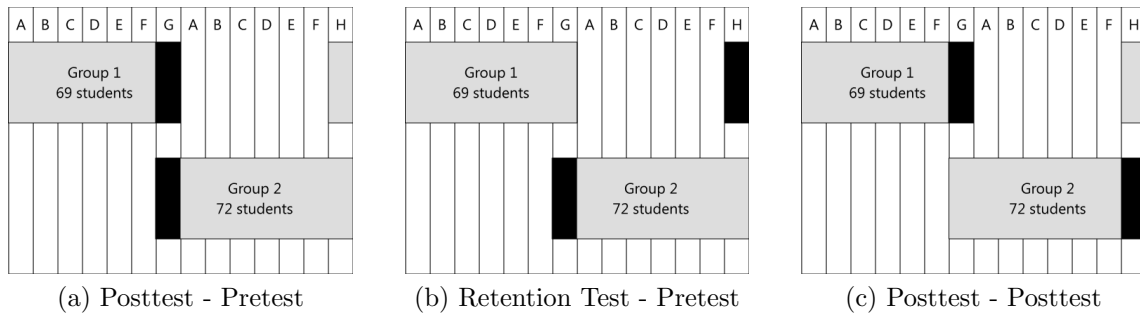 A B C D E F G A B C D E F H
Group 1
69 students
Group 2
72 students
(a) Posttest - Pretest
A B C D E F G A B C D E F H
Group 1
69 students
Group 2
72 students
(b) Retention Test - Pretest
A B C D E F G A B C D E F H
Group 1
69 students
Group 2
72 students
(c) Posttest - Posttest